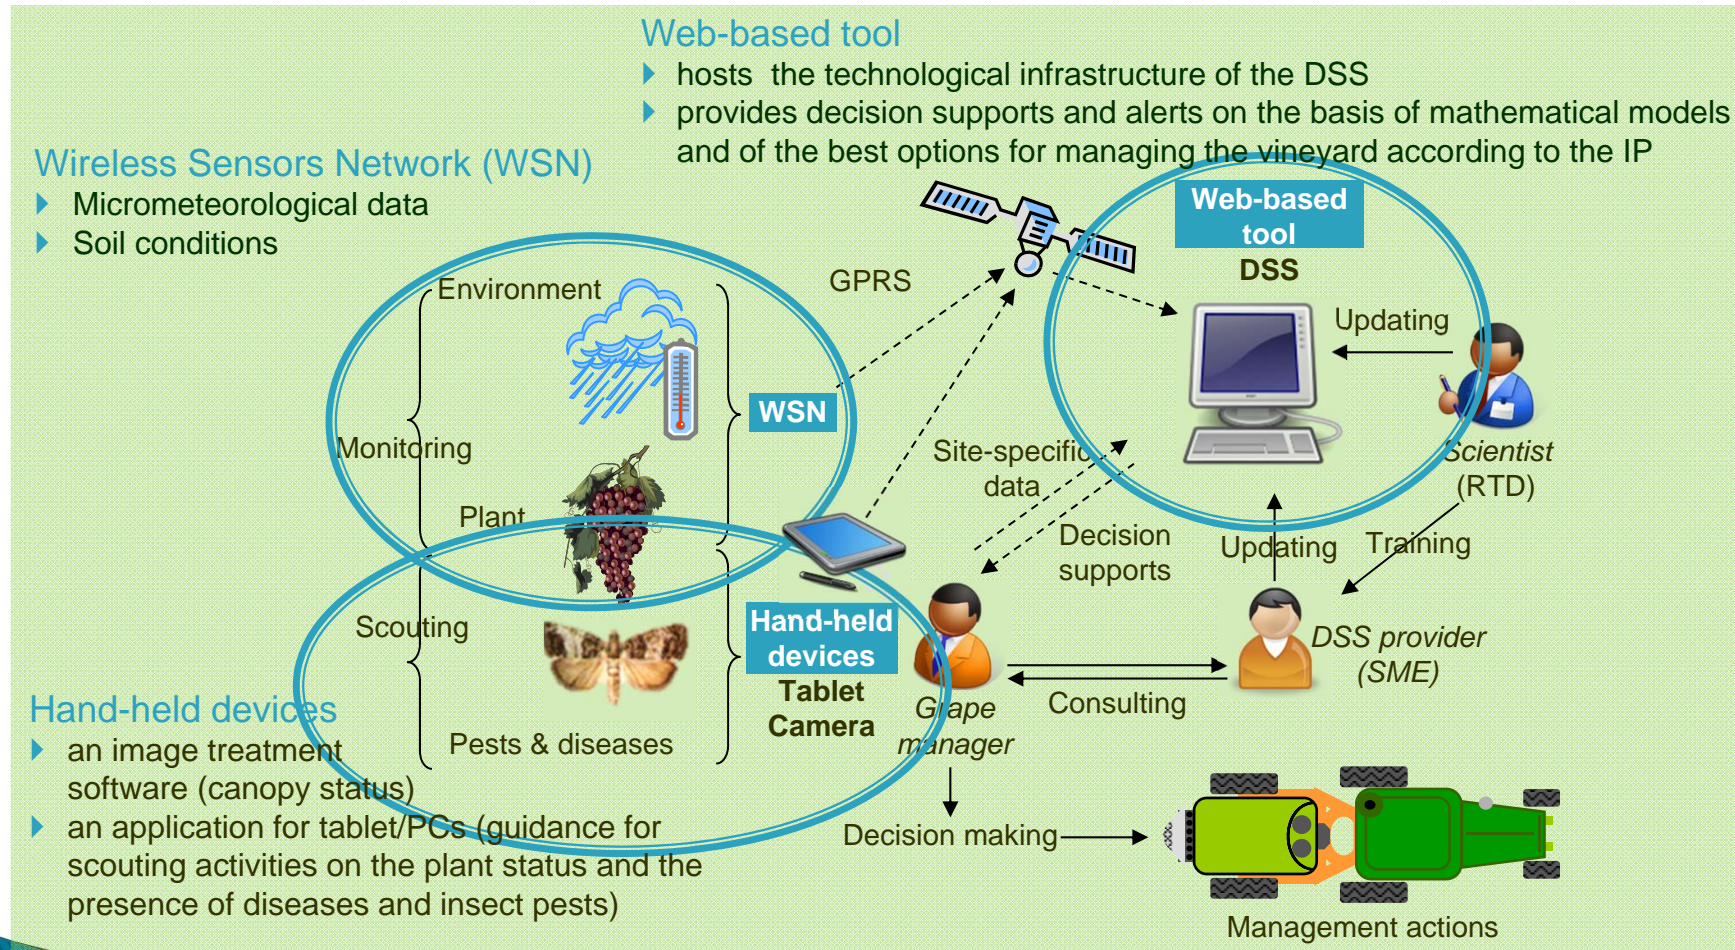 Web-based tool
hosts  the technological infrastructure of the DSS
provides decision supports and alerts on the basis of mathematical models
and of the best options for managing the vineyard according to the IP
Wireless Sensors Network (WSN)
Micrometeorological data
Soil conditions
Environment
Monitoring
Plant
Scouting
Pests & diseases
WSN
Hand-held
devices
Tablet
Camera
GPRS
Web-based
tool
DSS
Updating
Scientist
(RTD)
Site-specific
data
Decision
supports
Updating
Training
DSS provider
(SME)
Consulting
Grape
manager
Decision making
Management actions
Hand-held devices
an image treatment
software (canopy status)
an application for tablet/PCs (guidance for
scouting activities on the plant status and the
presence of diseases and insect pests)